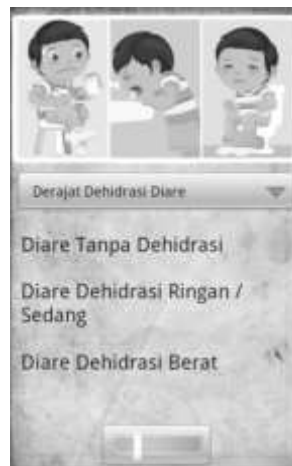 Derajat Dehidrasi Diare
Diare Tanpa Dehidrasi
Diare Dehidrasi Ringan /
Sedang
Diare Dehidrasi Berat